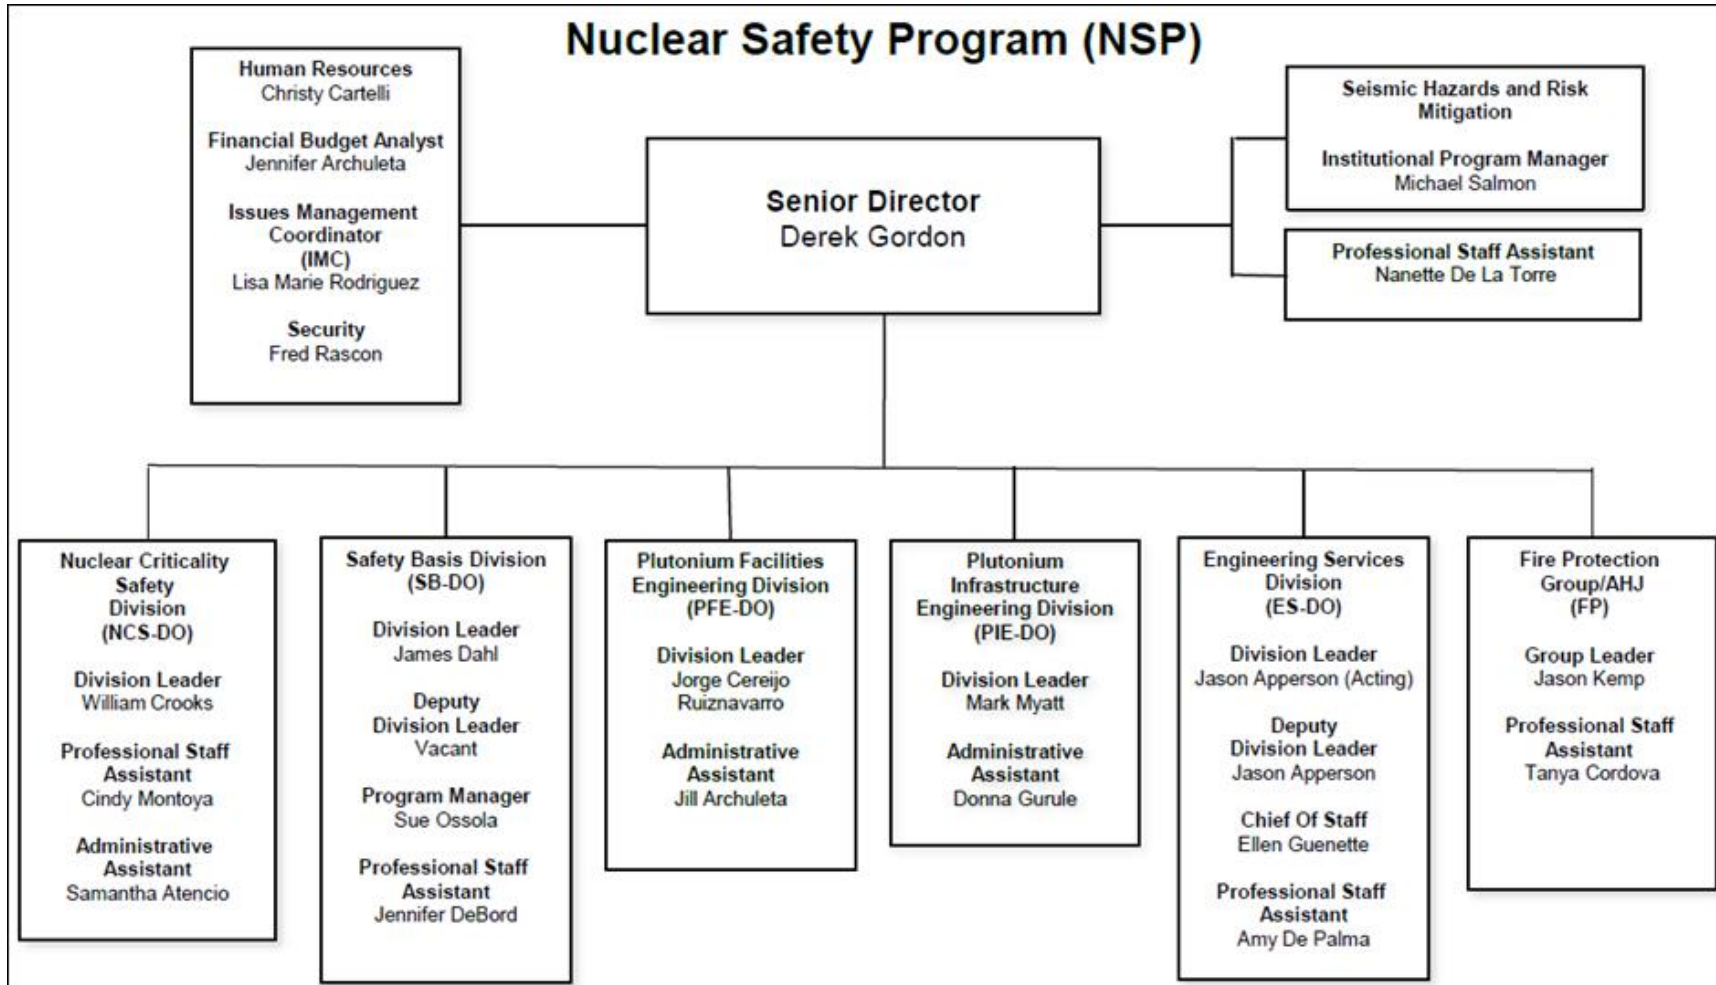 Nuclear Safety Program (NSP)
Human Resources
Christy Cartelli
Financial Budget Analyst
Jennifer Archuleta
Issues Management
Coordinator
(IMC)
Lisa Marie Rodriguez
Security
Fred Rascon
Senior Director
Derek Gordon
Seismic Hazards and Risk
Mitigation
Institutional Program Manager
Michael Salmon
Professional Staff Assistant
Nanette De La Torre
Nuclear Criticality
Safety
Division
(NCS-DO)
Division Leader
William Crooks
Professional Staff
Assistant
Cindy Montoya
Administrative
Assistant
Samantha Atencio
Safety Basis Division
(SB-DO)
Division Leader
James Dahl
Deputy
Division Leader
Vacant
Program Manager
Sue Ossola
Professional Staff
Assistant
Jennifer DeBord
Plutonium Facilities
Engineering Division
(PFE-DO)
Division Leader
Jorge Cereijo
Ruiznavarro
Administrative
Assistant
Jill Archuleta
Plutonium
Infrastructure
Engineering Division
(PIE-DO)
Division Leader
Mark Myatt
Administrative
Assistant
Donna Gurule
Engineering Services
Division
(ES-DO)
Division Leader
Jason Apperson (Acting)
Deputy
Division Leader
Jason Apperson
Chief Of Staff
Ellen Guenette
Professional Staff
Assistant
Amy De Palma
Fire Protection
Group/AHJ
(FP)
Group Leader
Jason Kemp
Professional Staff
Assistant
Tanya Cordova